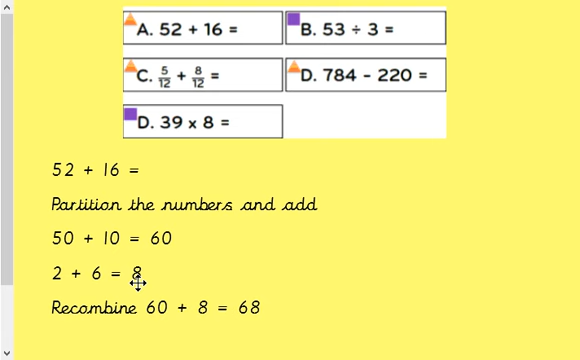 A. 52 + 16 =
B. 53 ÷ 3 =
C. 5/12 + 8/12 =
D. 784 - 220 =
D. 39 x 8 =
52 + 16 =
Partition the numbers and add
50 + 10 = 60
2 + 6 = 8
Recombine 60 + 8 = 68